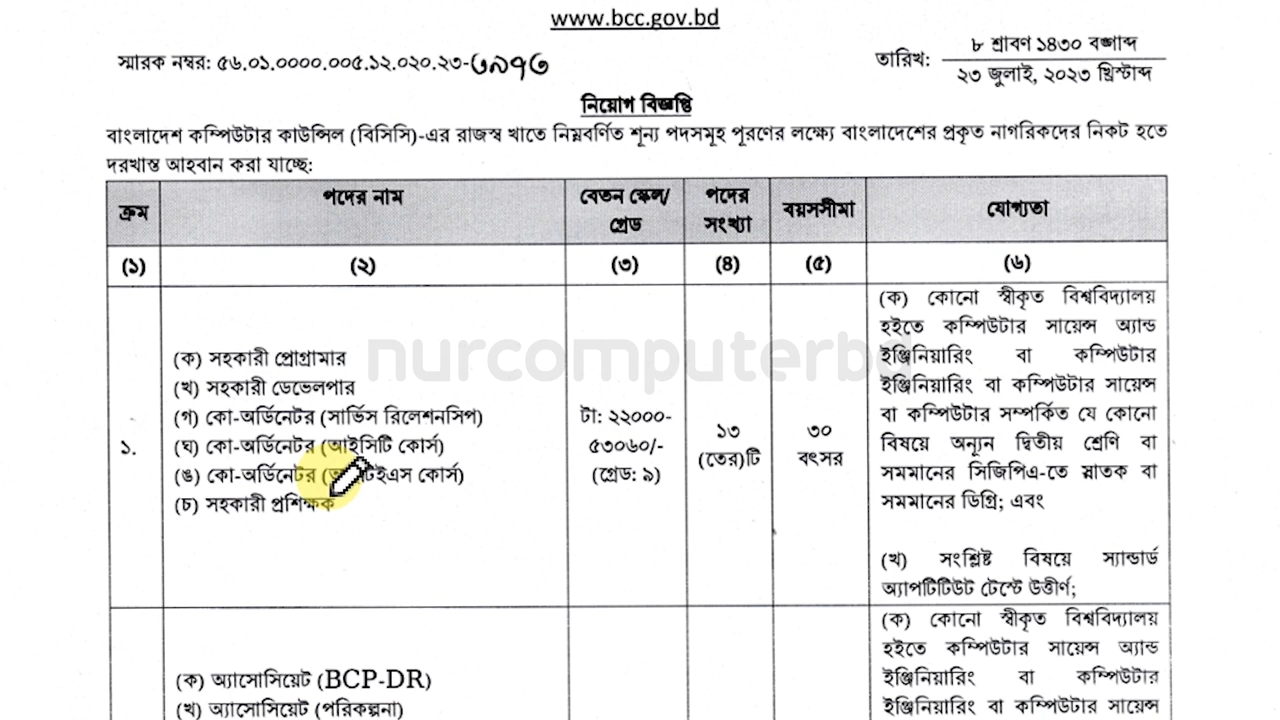 www.bcc.gov.bd
স্মারক নম্বর: ৫৬.০১.০০০০.০০৫.১২.০২০.২৩-৩৯৭৩
তারিখ:
৮ শ্রাবণ ১৪৩০ বঙ্গাব্দ
২৩ জুলাই, ২০২৩ খ্রিস্টাব্দ
নিয়োগ বিজ্ঞপ্তি
বাংলাদেশ কম্পিউটার কাউন্সিল (বিসিসি)-এর রাজস্ব খাতে নিম্নবর্ণিত শূন্য পদসমূহ পূরণের লক্ষ্যে বাংলাদেশের প্রকৃত নাগরিকদের নিকট হতে
দরখাস্ত আহবান করা যাচ্ছে:
ক্রম
পদের নাম
বেতন স্কেল/
গ্রেড
পদের
সংখ্যা
বয়সসীমা
যোগ্যতা
(১)
(২)
(৩)
(৪)
(৫)
(৬)
১.
(ক) সহকারী প্রোগ্রামার
(খ) সহকারী ডেভেলপার
(গ) কো-অর্ডিনেটর (সার্ভিস রিলেশনসিপ)
(ঘ) কো-অর্ডিনেটর (আইসিটি কোর্স)
(ঙ) কো-অর্ডিনেটর কোর্স)
(চ) সহকারী প্রশিক্ষক
টা: ২২০০০-
৫৩০৬০/-
(গ্রেড: ৯)
১৩
(তের)টি
৩০
বৎসর
(ক) কোনো স্বীকৃত বিশ্ববিদ্যালয়
হইতে কম্পিউটার সায়েন্স অ্যান্ড
ইঞ্জিনিয়ারিং বা কম্পিউটার
ইঞ্জিনিয়ারিং বা কম্পিউটার সায়েন্স
বা কম্পিউটার সম্পর্কিত যে কোনো
বিষয়ে অন্যূন দ্বিতীয় শ্রেণি বা
সমমানের সিজিপিএ-তে স্নাতক বা
সমমানের ডিগ্রি; এবং
(খ) সংশ্লিষ্ট বিষয়ে স্যান্ডার্ড
অ্যাপটিটিউট টেস্টে উত্তীর্ণ;
nurcomputerbd
(ক) অ্যাসোসিয়েট (BCP-DR)
(খ) অ্যাসোসিয়েট (পরিকল্পনা)
(ক) কোনো স্বীকৃত বিশ্ববিদ্যালয়
হইতে কম্পিউটার সায়েন্স অ্যান্ড
ইঞ্জিনিয়ারিং বা কম্পিউটার
ইঞ্জিনিয়ারিং বা কম্পিউটার সায়েন্স